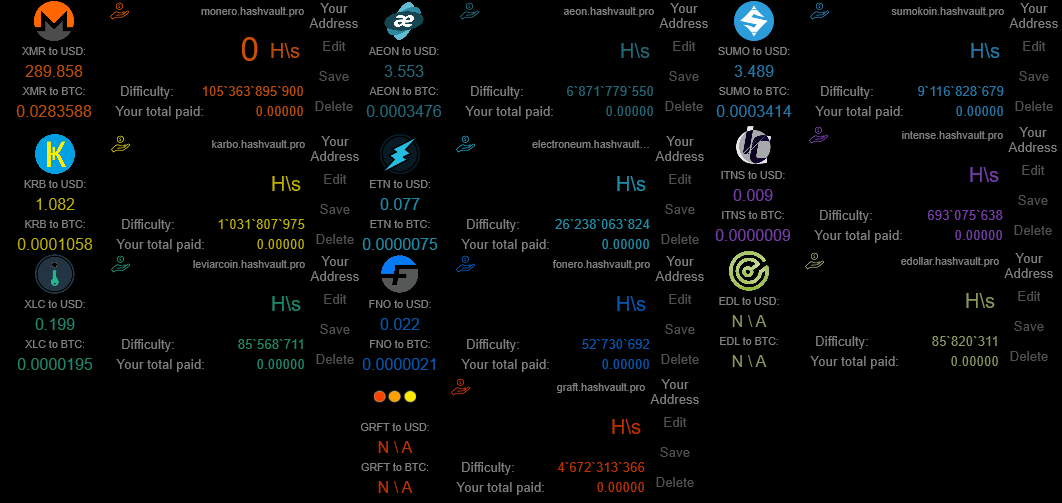 monero.hashvault.pro
Your Address
XMR to USD:
289.858
0 H\s
Edit
Save
XMR to BTC:
0.0283588
Difficulty: 105`363`895`900
Your total paid: 0.00000
Delete
aeon.hashvault.pro
Your Address
AEON to USD:
3.553
H\s
Edit
Save
AEON to BTC:
0.0003476
Difficulty: 6`871`779`550
Your total paid: 0.00000
Delete
sumokoin.hashvault.pro
Your Address
SUMO to USD:
3.489
H\s
Edit
Save
SUMO to BTC:
0.0003414
Difficulty: 9`116`828`679
Your total paid: 0.00000
Delete
karbo.hashvault.pro
Your Address
KRB to USD:
1.082
H\s
Edit
Save
KRB to BTC:
0.0001058
Difficulty: 1`031`807`975
Your total paid: 0.00000
Delete
electroneum.hashvault...
Your Address
ETN to USD:
0.077
H\s
Edit
Save
ETN to BTC:
0.0000075
Difficulty: 26`238`063`824
Your total paid: 0.00000
Delete
intense.hashvault.pro
Your Address
ITNS to USD:
0.009
H\s
Edit
Save
ITNS to BTC:
0.0000009
Difficulty: 693`075`638
Your total paid: 0.00000
Delete
leviarcoin.hashvault.pro
Your Address
XLC to USD:
0.199
H\s
Edit
Save
XLC to BTC:
0.0000195
Difficulty: 85`568`711
Your total paid: 0.00000
Delete
fonero.hashvault.pro
Your Address
FNO to USD:
0.022
H\s
Edit
Save
FNO to BTC:
0.0000021
Difficulty: 52`730`692
Your total paid: 0.00000
Delete
edollar.hashvault.pro
Your Address
EDL to USD:
N \ A
H\s
Edit
Save
EDL to BTC:
N \ A
Difficulty: 85`820`311
Your total paid: 0.00000
Delete
graft.hashvault.pro
Your Address
GRFT to USD:
N \ A
H\s
Edit
Save
GRFT to BTC:
N \ A
Difficulty: 4`672`313`366
Your total paid: 0.00000
Delete